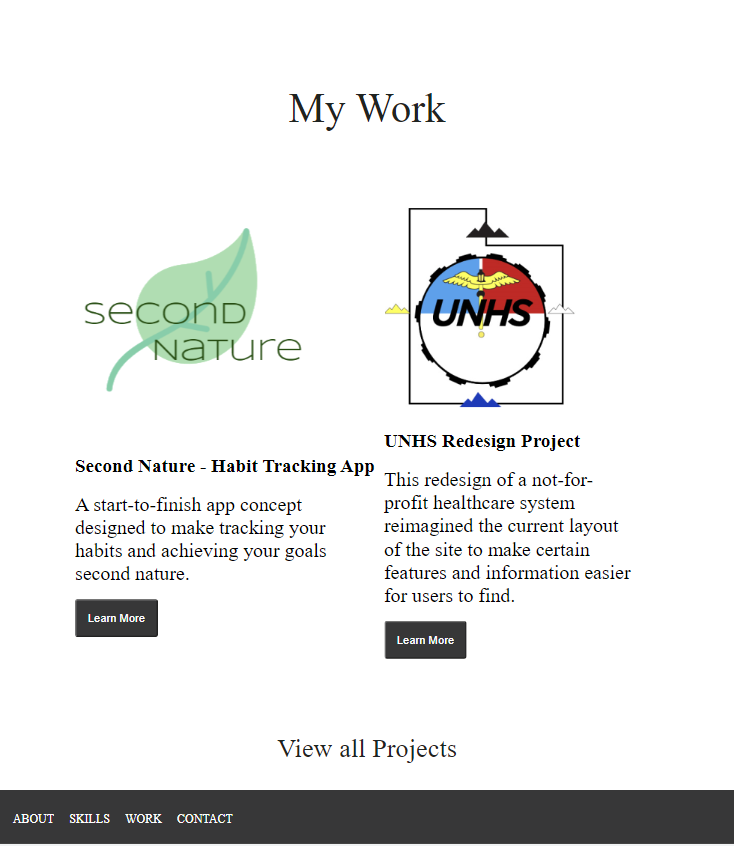 My Work
second
nature
Second Nature - Habit Tracking App
A start-to-finish app concept
designed to make tracking your
habits and achieving your goals
second nature.
Learn More
UNHS
UNHS Redesign Project
This redesign of a not-for-
profit healthcare system
reimagined the current layout
of the site to make certain
features and information easier
for users to find.
Learn More
View all Projects
ABOUT SKILLS WORK CONTACT